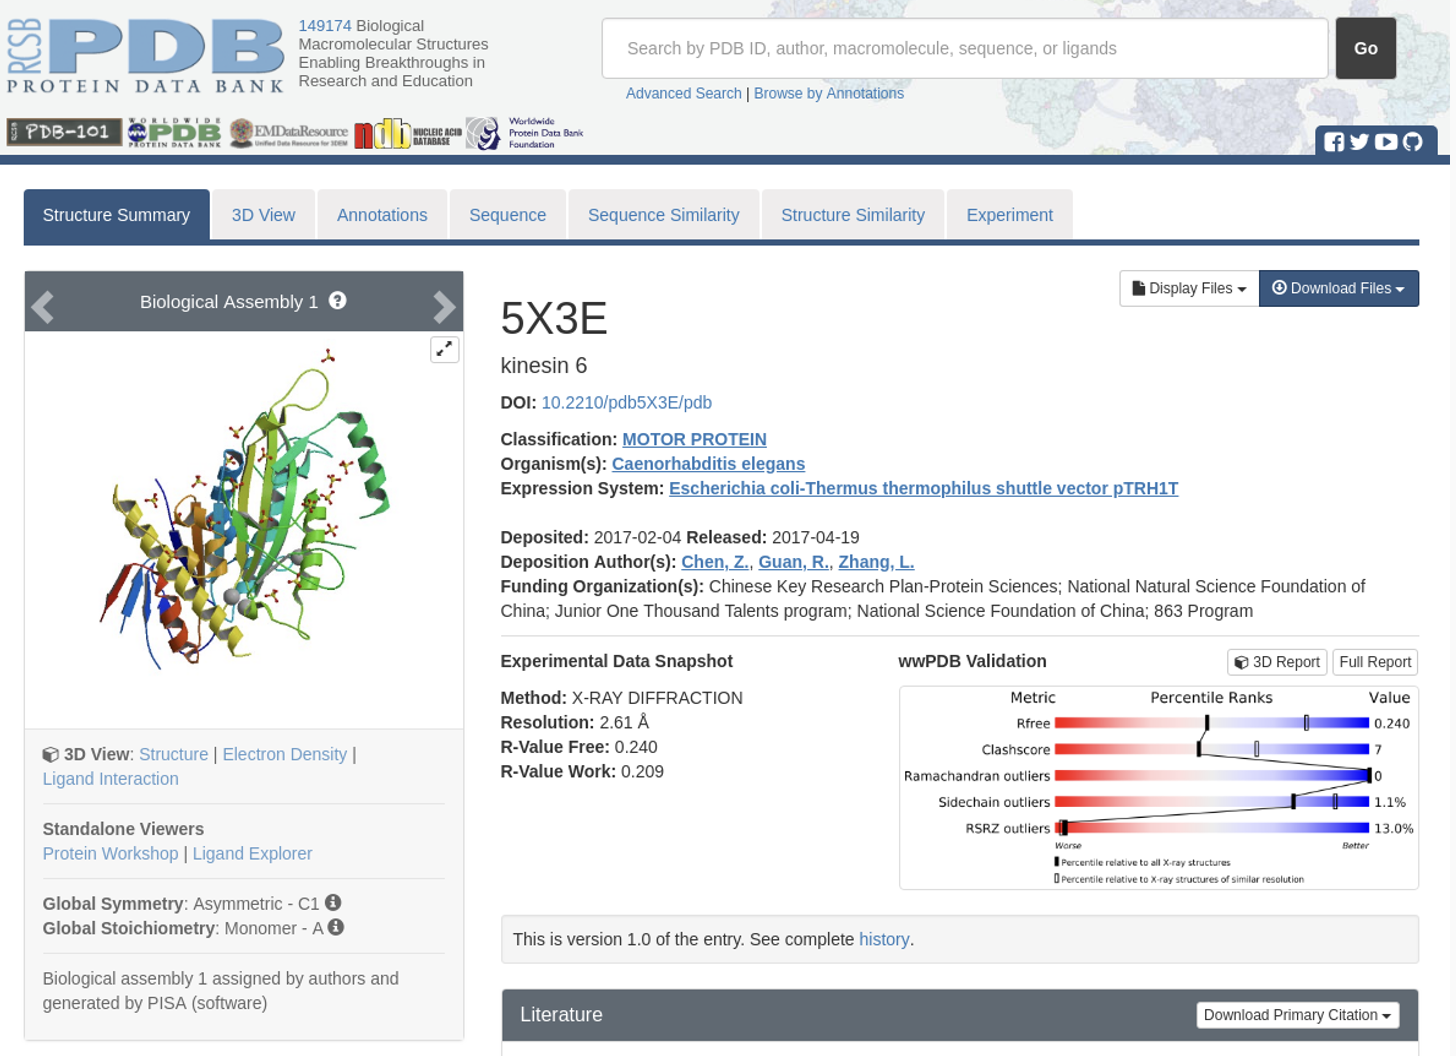 RCSB PDB
PROTEIN DATA BANK
149174 Biological
Macromolecular Structures
Enabling Breakthroughs in
Research and Education
Search by PDB ID, author, macromolecule, sequence, or ligands
Go
Advanced Search | Browse by Annotations
RCSB PDB-101
WORLDWIDE
PDB
PROTEIN DATA BANK
EMDataResource
Unified Data Resource for 3DEM
ndb NUCLEIC ACID
DATABASE
Worldwide
Protein Data Bank
Foundation
Structure Summary
3D View
Annotations
Sequence
Sequence Similarity
Structure Similarity
Experiment
Biological Assembly 1
3D View: Structure | Electron Density |
Ligand Interaction
Standalone Viewers
Protein Workshop | Ligand Explorer
Global Symmetry: Asymmetric - C1
Global Stoichiometry: Monomer - A
Biological assembly 1 assigned by authors and
generated by PISA (software)
Display Files
Download Files
5X3E
kinesin 6
DOI: 10.2210/pdb5X3E/pdb
Classification: MOTOR PROTEIN
Organism(s): Caenorhabditis elegans
Expression System: Escherichia coli-Thermus thermophilus shuttle vector pTRH1T
Deposited: 2017-02-04 Released: 2017-04-19
Deposition Author(s): Chen, Z., Guan, R., Zhang, L.
Funding Organization(s): Chinese Key Research Plan-Protein Sciences; National Natural Science Foundation of
China; Junior One Thousand Talents program; National Science Foundation of China; 863 Program
Experimental Data Snapshot
Method: X-RAY DIFFRACTION
Resolution: 2.61 Å
R-Value Free: 0.240
R-Value Work: 0.209
wwPDB Validation
3D Report
Full Report
Metric Percentile Ranks Value
Rfree 0.240
Clashscore 7
Ramachandran outliers 0
Sidechain outliers 1.1%
RSRZ outliers 13.0%
Worse Better
Percentile relative to all X-ray structures
Percentile relative to X-ray structures of similar resolution
This is version 1.0 of the entry. See complete history.
Literature
Download Primary Citation